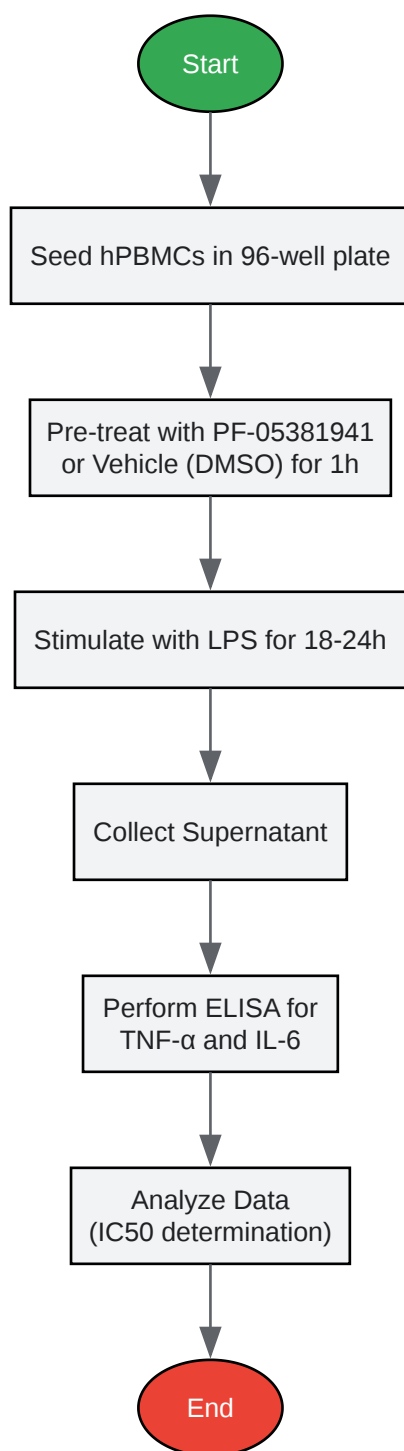 Start
Seed hPBMCs in 96-well plate
Pre-treat with PF-05381941
or Vehicle (DMSO) for 1h
Stimulate with LPS for 18-24h
Collect Supernatant
Perform ELISA for
TNF-α and IL-6
Analyze Data
(IC50 determination)
End